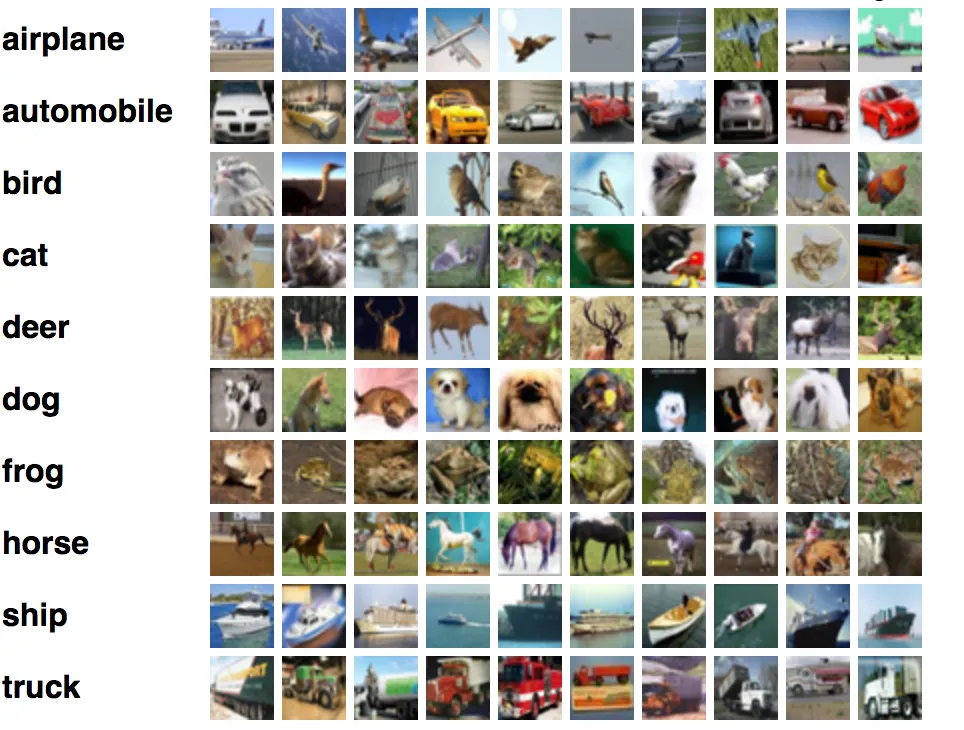 airplane
automobile
bird
cat
deer
dog
frog
horse
ship
truck